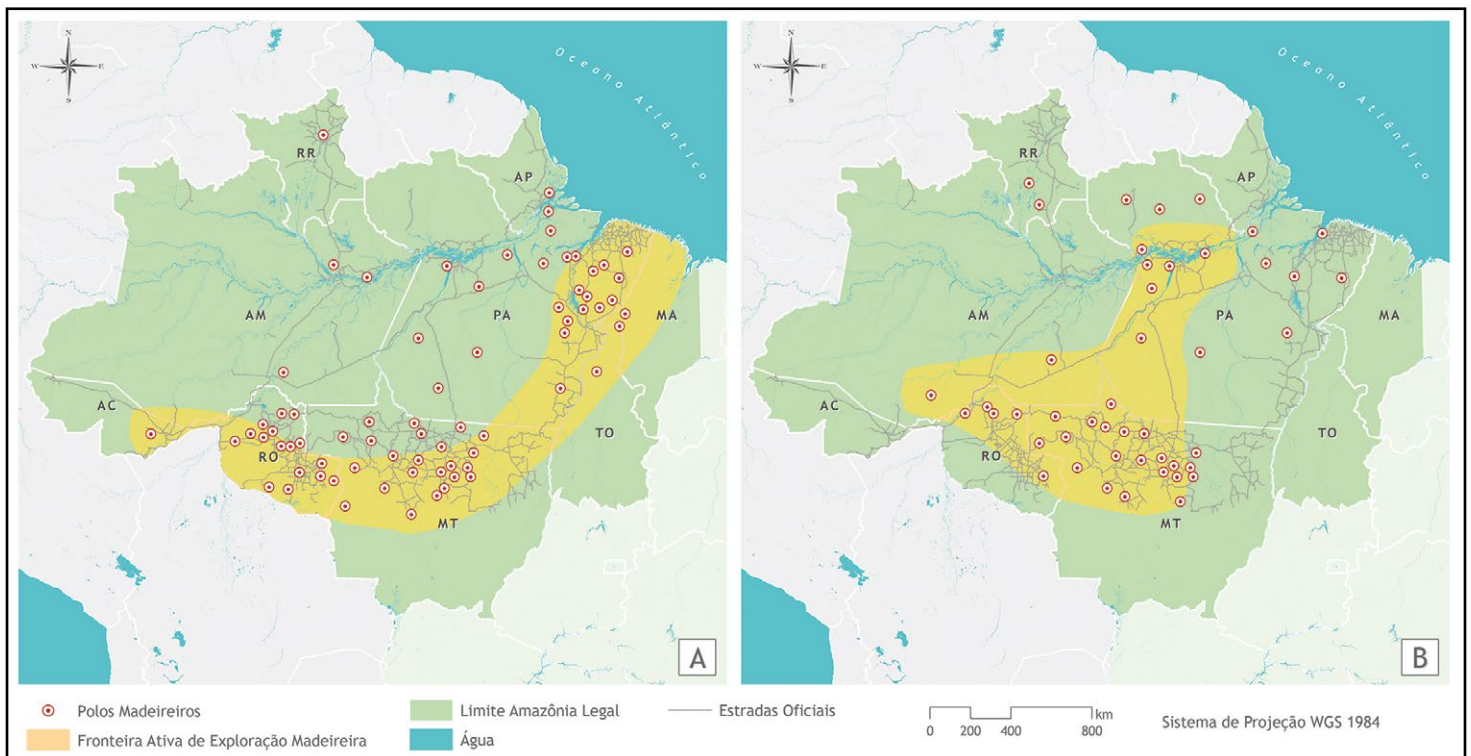 N
W E
S
Oceano Atlântico
RR
AP
AM
PA
MA
AC
RO
TO
MT
A
N
W E
S
Oceano Atlântico
RR
AP
AM
PA
MA
AC
RO
TO
MT
B
Polos Madeireiros
Fronteira Ativa de Exploração Madeireira
Limite Amazônia Legal
Água
Estradas Oficiais
km
0 200 400 800
Sistema de Projeção WGS 1984